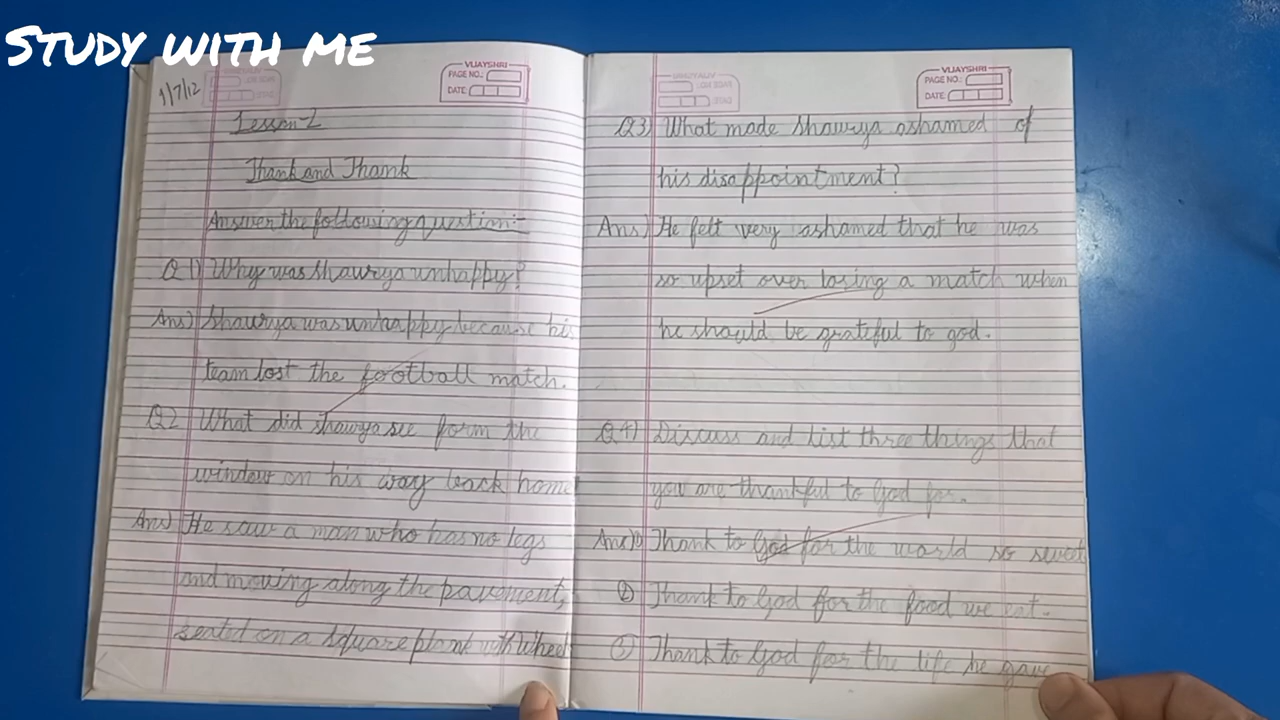 STUDY WITH ME
1/7/12
VIJAYSHRI
PAGE NO.:
DATE:
Lesson-2
Thank and Thank
Answer the following question:-
Q 1) Why was Shaurya unhappy?
Ans) Shaurya was unhappy because his
team lost the football match.
Q2 What did Shaurya see form the
window on his way back home
Ans) He saw a man who has no legs
and moving along the pavement,
seated on a square plank with wheel
VIJAYSHRI
PAGE NO.:
DATE:
Q3) What made Shaurya ashamed of
his disappointment?
Ans) He felt very ashamed that he was
so upset over losing a match when
he should be grateful to god.
Q4) Discuss and list three things that
you are thankful to God for.
Ans) ① Thank to God for the world so sweet
② Thank to God for the food we eat.
③ Thank to God for the life he gave